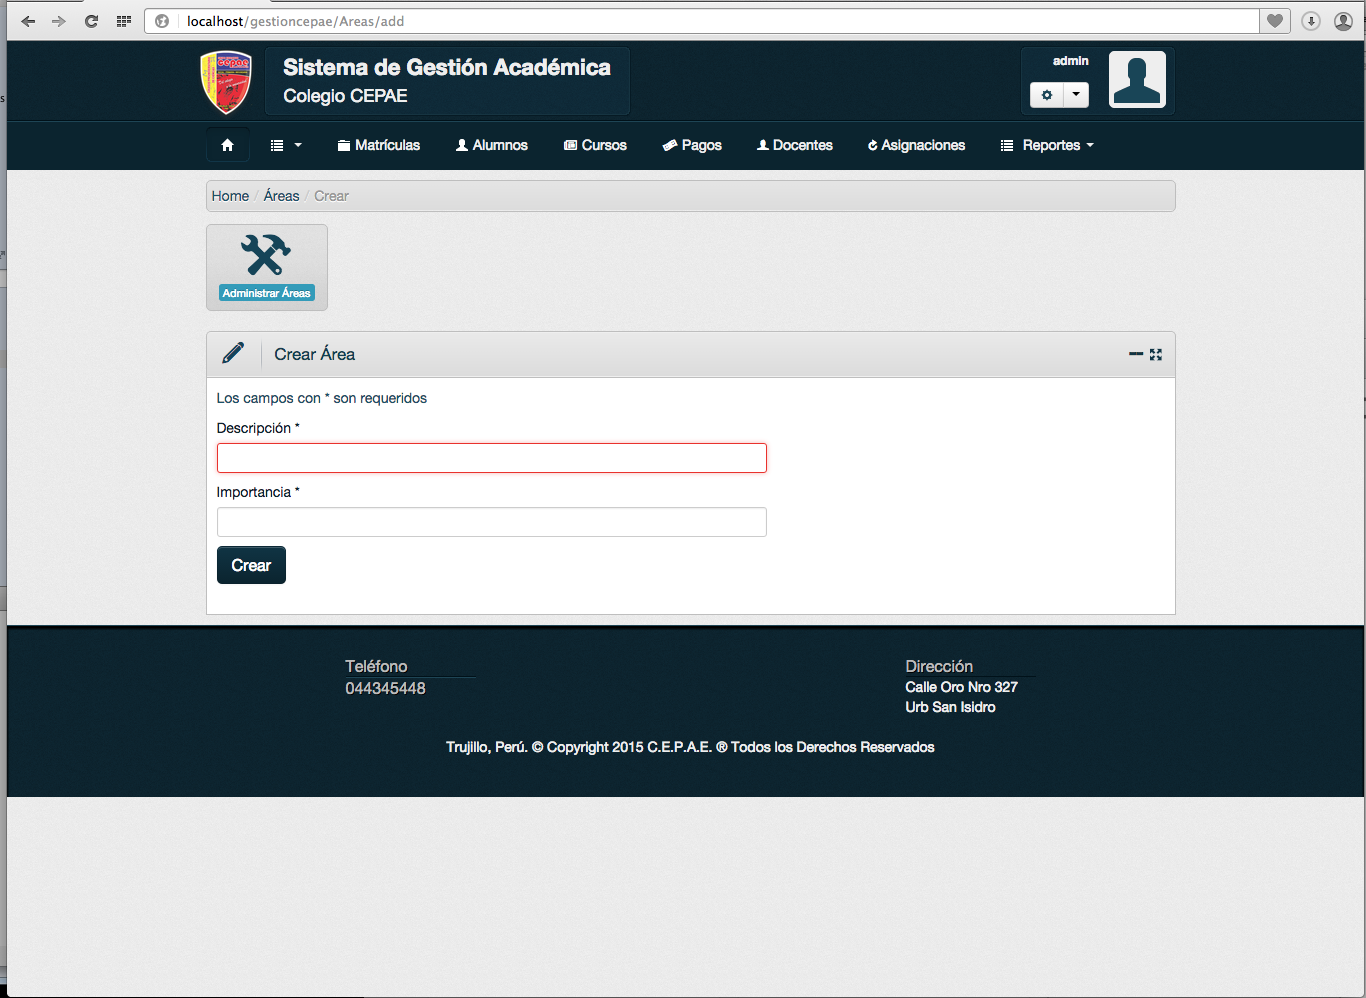 localhost/gestioncepae/Areas/add
cepae
Sistema de Gestión Académica
Colegio CEPAE
admin
Matrículas Alumnos Cursos Pagos Docentes Asignaciones Reportes
Home / Áreas / Crear
Administrar Áreas
Crear Área
Los campos con * son requeridos
Descripción *
Importancia *
Crear
Teléfono
044345448
Dirección
Calle Oro Nro 327
Urb San Isidro
Trujillo, Perú. © Copyright 2015 C.E.P.A.E. ® Todos los Derechos Reservados